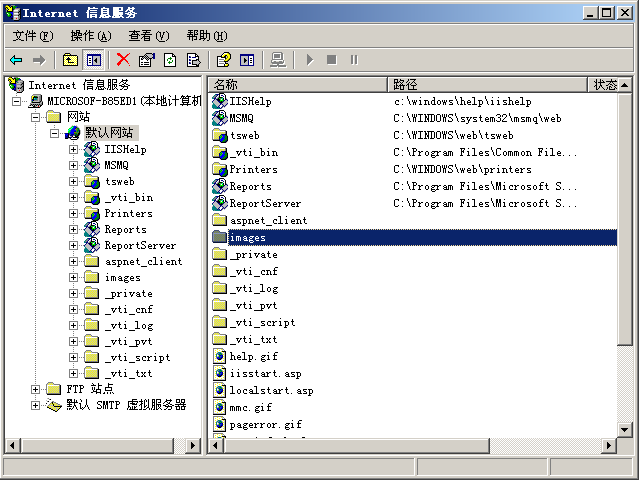 Internet 信息服务
文件(F) 操作(A) 查看(V) 帮助(H)
Internet 信息服务
MICROSOF-B85ED1(本地计算机
网站
默认网站
IISHelp
MSMQ
tsweb
_vti_bin
Printers
Reports
ReportServer
aspnet_client
images
_private
_vti_cnf
_vti_log
_vti_pvt
_vti_script
_vti_txt
FTP 站点
默认 SMTP 虚拟服务器
名称 路径 状态
IISHelp c:\windows\help\iishelp
MSMQ C:\WINDOWS\system32\msmq\web
tsweb C:\WINDOWS\web\tsweb
_vti_bin C:\Program Files\Common File...
Printers C:\WINDOWS\web\printers
Reports C:\Program Files\Microsoft S...
ReportServer C:\Program Files\Microsoft S...
aspnet_client
images
_private
_vti_cnf
_vti_log
_vti_pvt
_vti_script
_vti_txt
help.gif
iisstart.asp
localstart.asp
mmc.gif
pagerror.gif